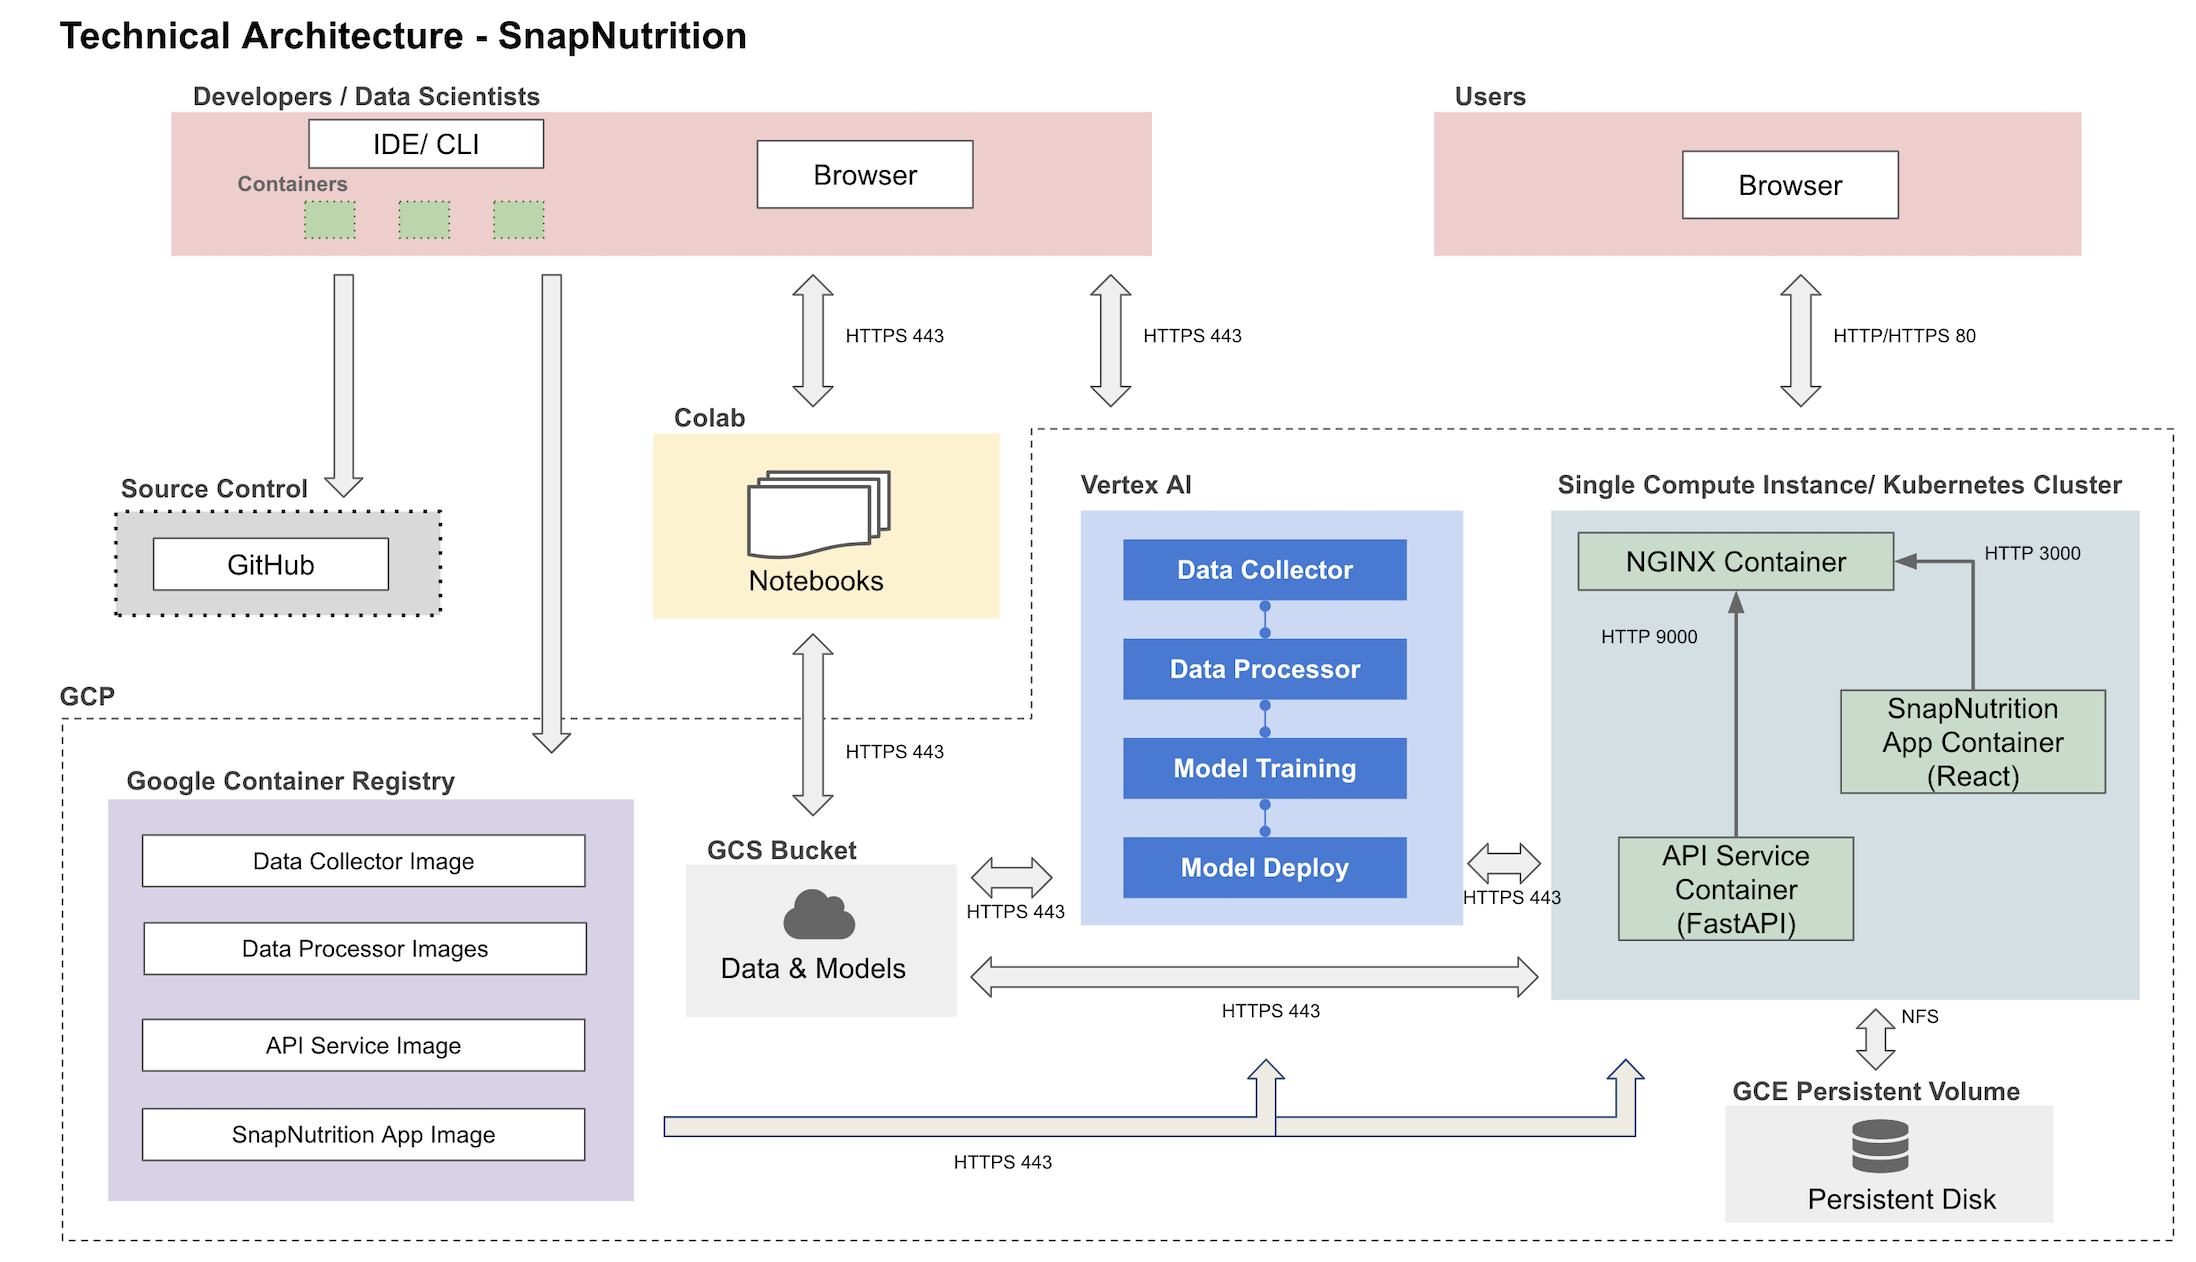 Technical Architecture - SnapNutrition
Developers / Data Scientists
IDE/ CLI
Containers
Browser
Users
Browser
HTTPS 443
HTTPS 443
HTTP/HTTPS 80
Colab
Notebooks
Source Control
GitHub
GCP
Vertex AI
Data Collector
Data Processor
Model Training
Model Deploy
Single Compute Instance/ Kubernetes Cluster
NGINX Container
HTTP 3000
HTTP 9000
SnapNutrition
App Container
(React)
API Service
Container
(FastAPI)
HTTPS 443
Google Container Registry
Data Collector Image
Data Processor Images
API Service Image
SnapNutrition App Image
GCS Bucket
Data & Models
HTTPS 443
HTTPS 443
HTTPS 443
NFS
GCE Persistent Volume
Persistent Disk
HTTPS 443